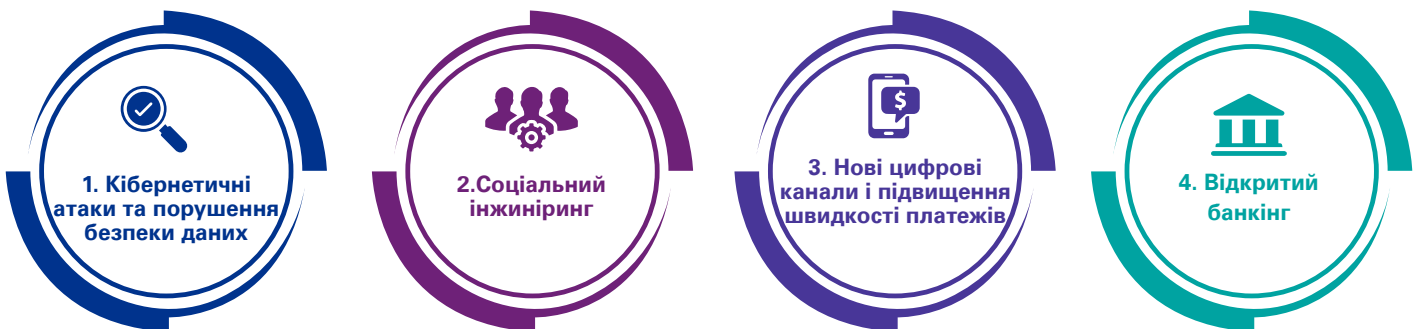 1. Кібернетичні
атаки та порушення
безпеки даних
2.Соціальний
інжиніринг
$
3. Нові цифрові
канали і підвищення
швидкості платежів
4. Відкритий
банкінг